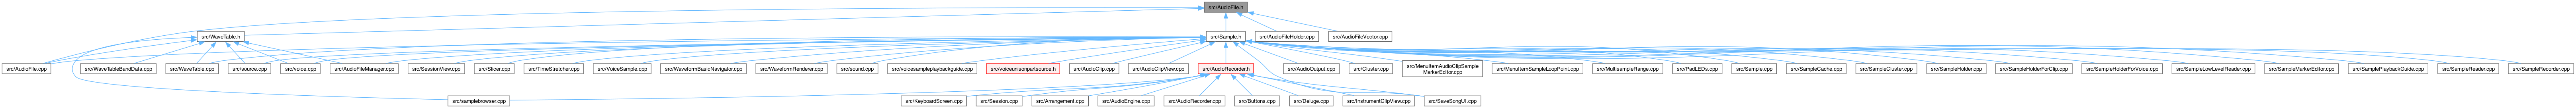 src/AudioFile.h
src/WaveTable.h
src/Sample.h
src/AudioFileHolder.cpp
src/AudioFileVector.cpp
src/AudioFile.cpp
src/WaveTableBandData.cpp
src/WaveTable.cpp
src/source.cpp
src/voice.cpp
src/AudioFileManager.cpp
src/SessionView.cpp
src/Slicer.cpp
src/TimeStretcher.cpp
src/VoiceSample.cpp
src/WaveformBasicNavigator.cpp
src/WaveformRenderer.cpp
src/sound.cpp
src/voicesampleplaybackguide.cpp
src/voiceunisonpartsource.h
src/AudioClip.cpp
src/AudioClipView.cpp
src/AudioRecorder.h
src/AudioOutput.cpp
src/Cluster.cpp
src/MenuItemAudioClipSample
MarkerEditor.cpp
src/MenuItemSampleLoopPoint.cpp
src/MultisampleRange.cpp
src/PadLEDs.cpp
src/Sample.cpp
src/SampleCache.cpp
src/SampleCluster.cpp
src/SampleHolder.cpp
src/SampleHolderForClip.cpp
src/SampleHolderForVoice.cpp
src/SampleLowLevelReader.cpp
src/SampleMarkerEditor.cpp
src/SamplePlaybackGuide.cpp
src/SampleReader.cpp
src/SampleRecorder.cpp
src/samplebrowser.cpp
src/KeyboardScreen.cpp
src/Session.cpp
src/Arrangement.cpp
src/AudioEngine.cpp
src/AudioRecorder.cpp
src/Buttons.cpp
src/Deluge.cpp
src/InstrumentClipView.cpp
src/SaveSongUI.cpp